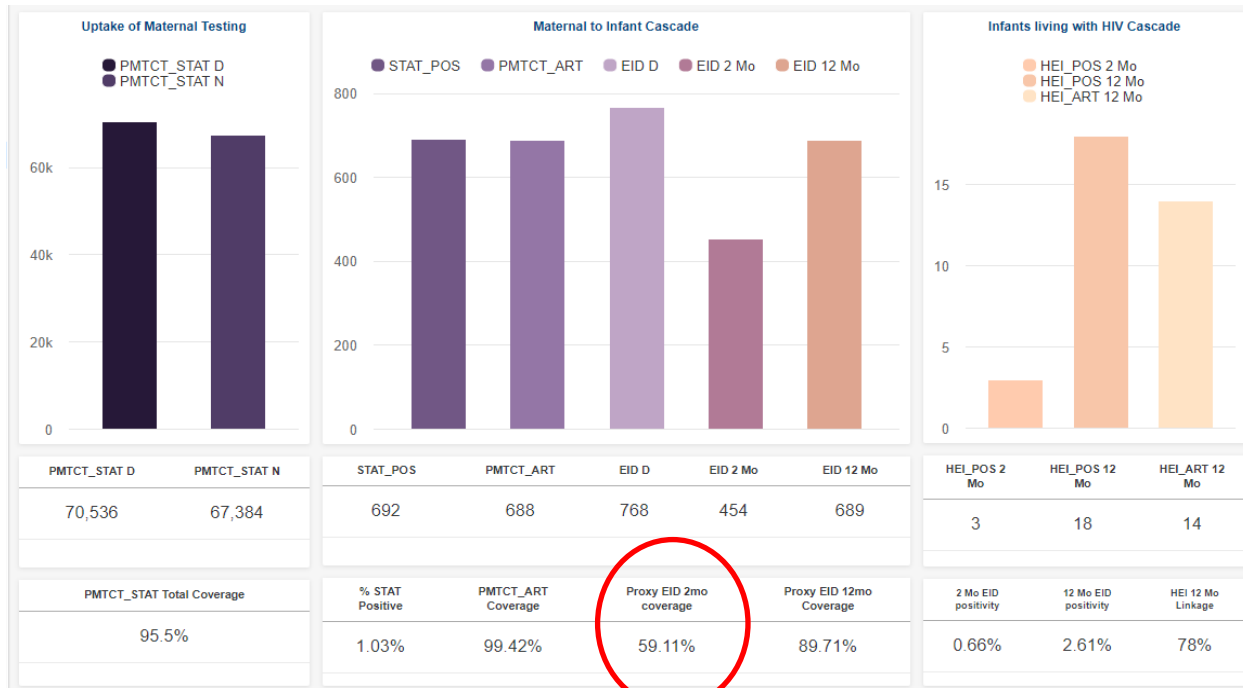 Uptake of Maternal Testing
PMTCT_STAT D
PMTCT_STAT N
60k
40k
20k
0
PMTCT_STAT D PMTCT_STAT N
70,536 67,384
PMTCT_STAT Total Coverage
95.5%
Maternal to Infant Cascade
STAT_POS PMTCT_ART EID D EID 2 Mo EID 12 Mo
800
600
400
200
0
STAT_POS PMTCT_ART EID D EID 2 Mo EID 12 Mo
692 688 768 454 689
% STAT
Positive
PMTCT_ART
Coverage
Proxy EID 2mo
coverage
Proxy EID 12mo
Coverage
1.03% 99.42% 59.11% 89.71%
Infants living with HIV Cascade
HEI_POS 2 Mo
HEI_POS 12 Mo
HEI_ART 12 Mo
15
10
5
0
HEI_POS 2
Mo
HEI_POS 12
Mo
HEI_ART 12
Mo
3 18 14
2 Mo EID
positivity
12 Mo EID
positivity
HEI 12 Mo
Linkage
0.66% 2.61% 78%